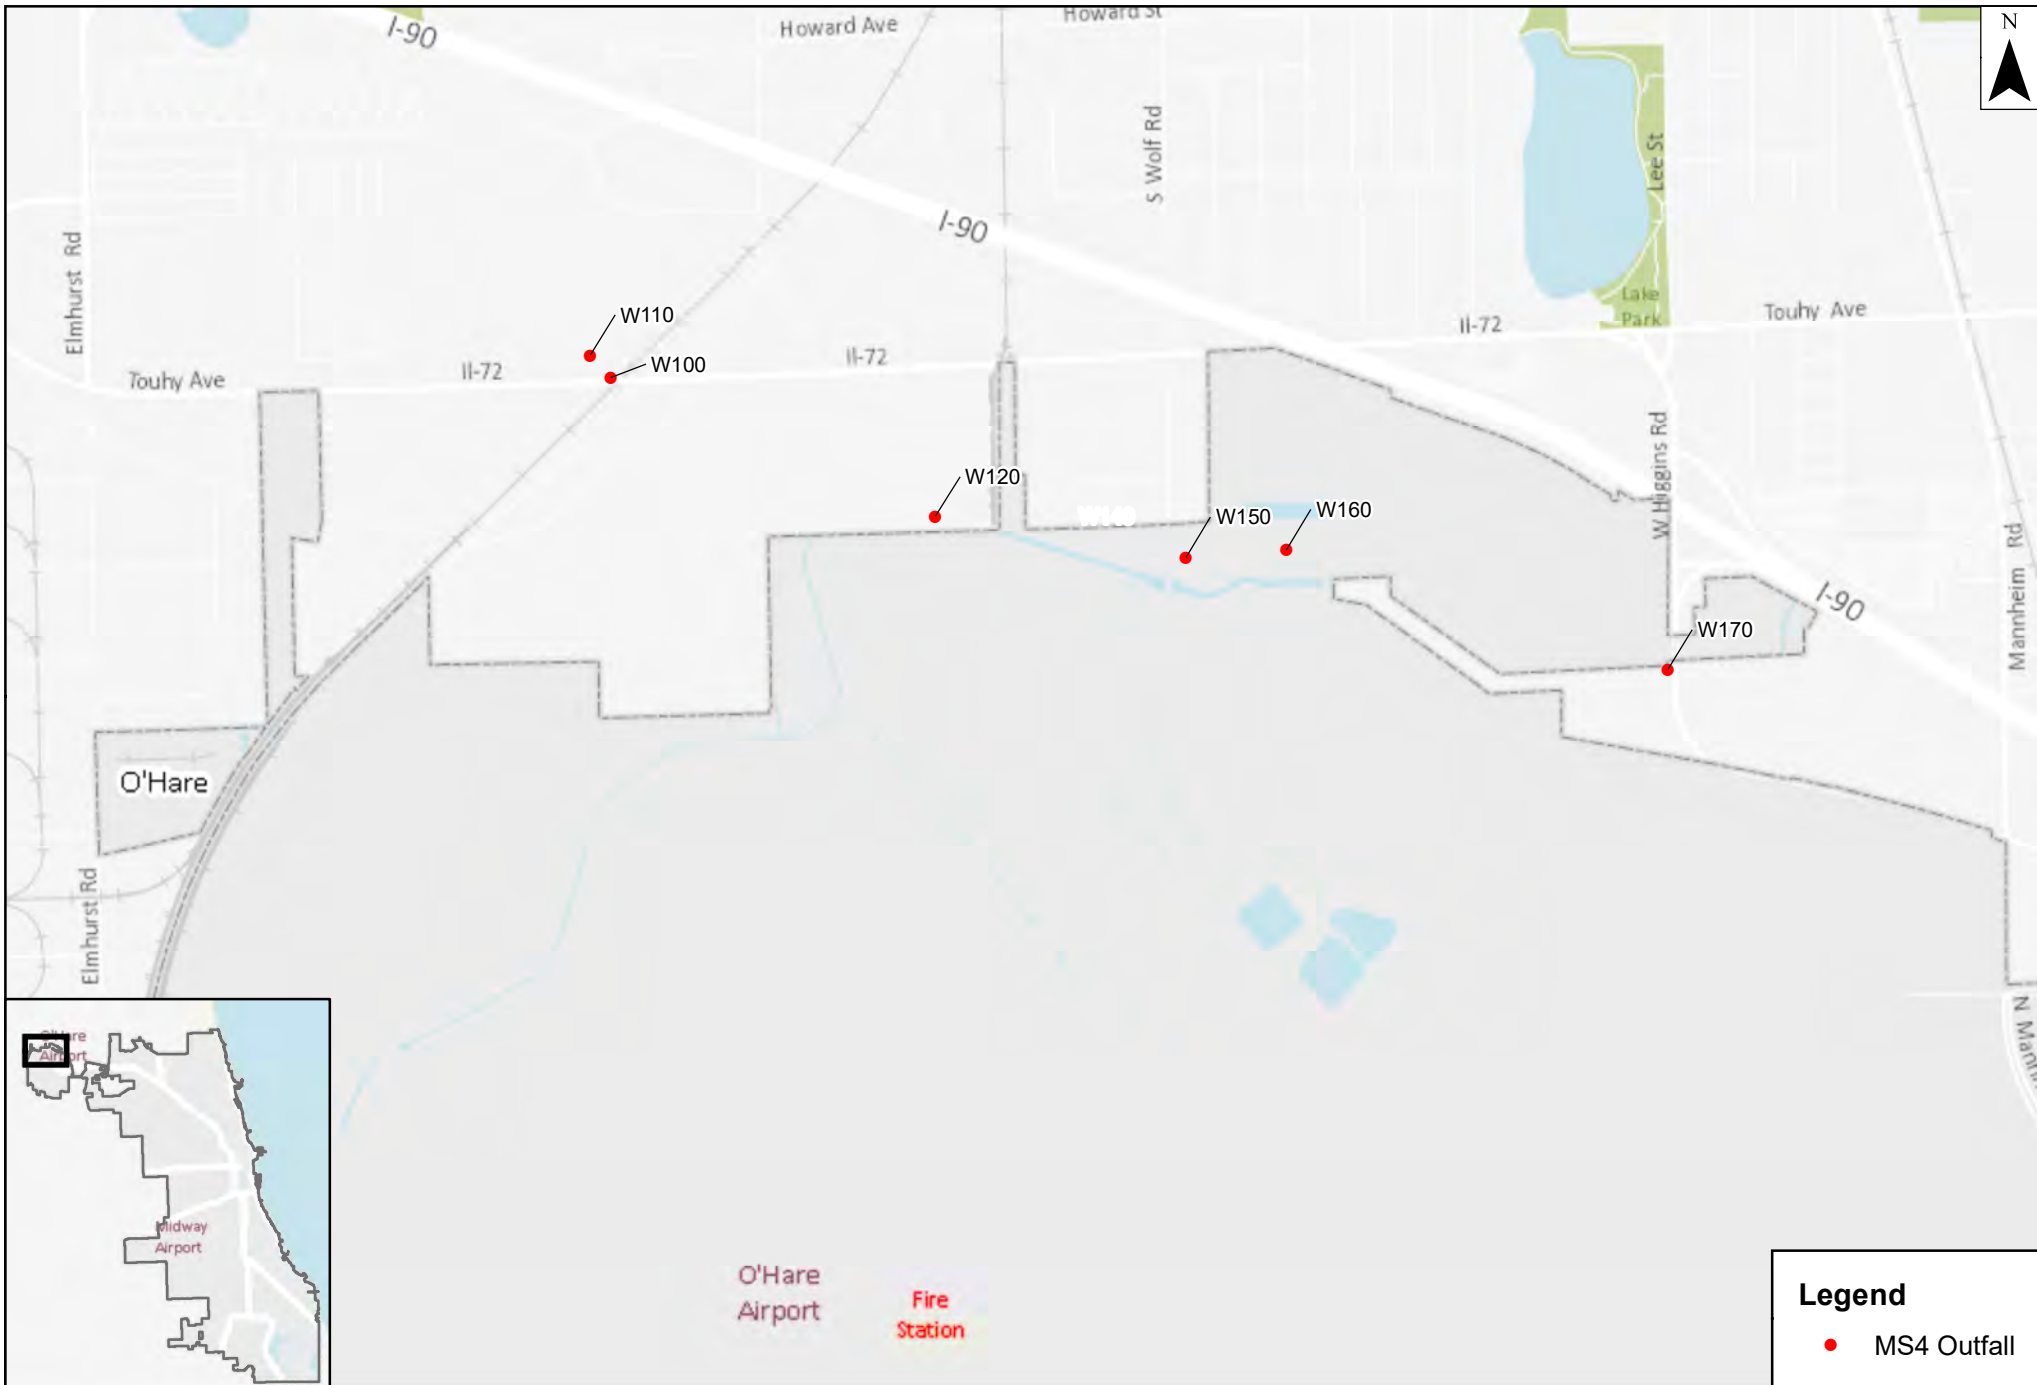 I-90
Howard Ave
Howard St
N
S Wolf Rd
Lee St
I-90
Elmhurst Rd
Lake
Park
Touhy Ave
Il-72
W110
W100
Il-72
Il-72
Touhy Ave
W Higgins Rd
W120
W150
W160
Mannheim Rd
I-90
W170
O'Hare
Elmhurst Rd
O'Hare
Airport
Midway
Airport
O'Hare
Airport
Fire
Station
Legend
MS4 Outfall